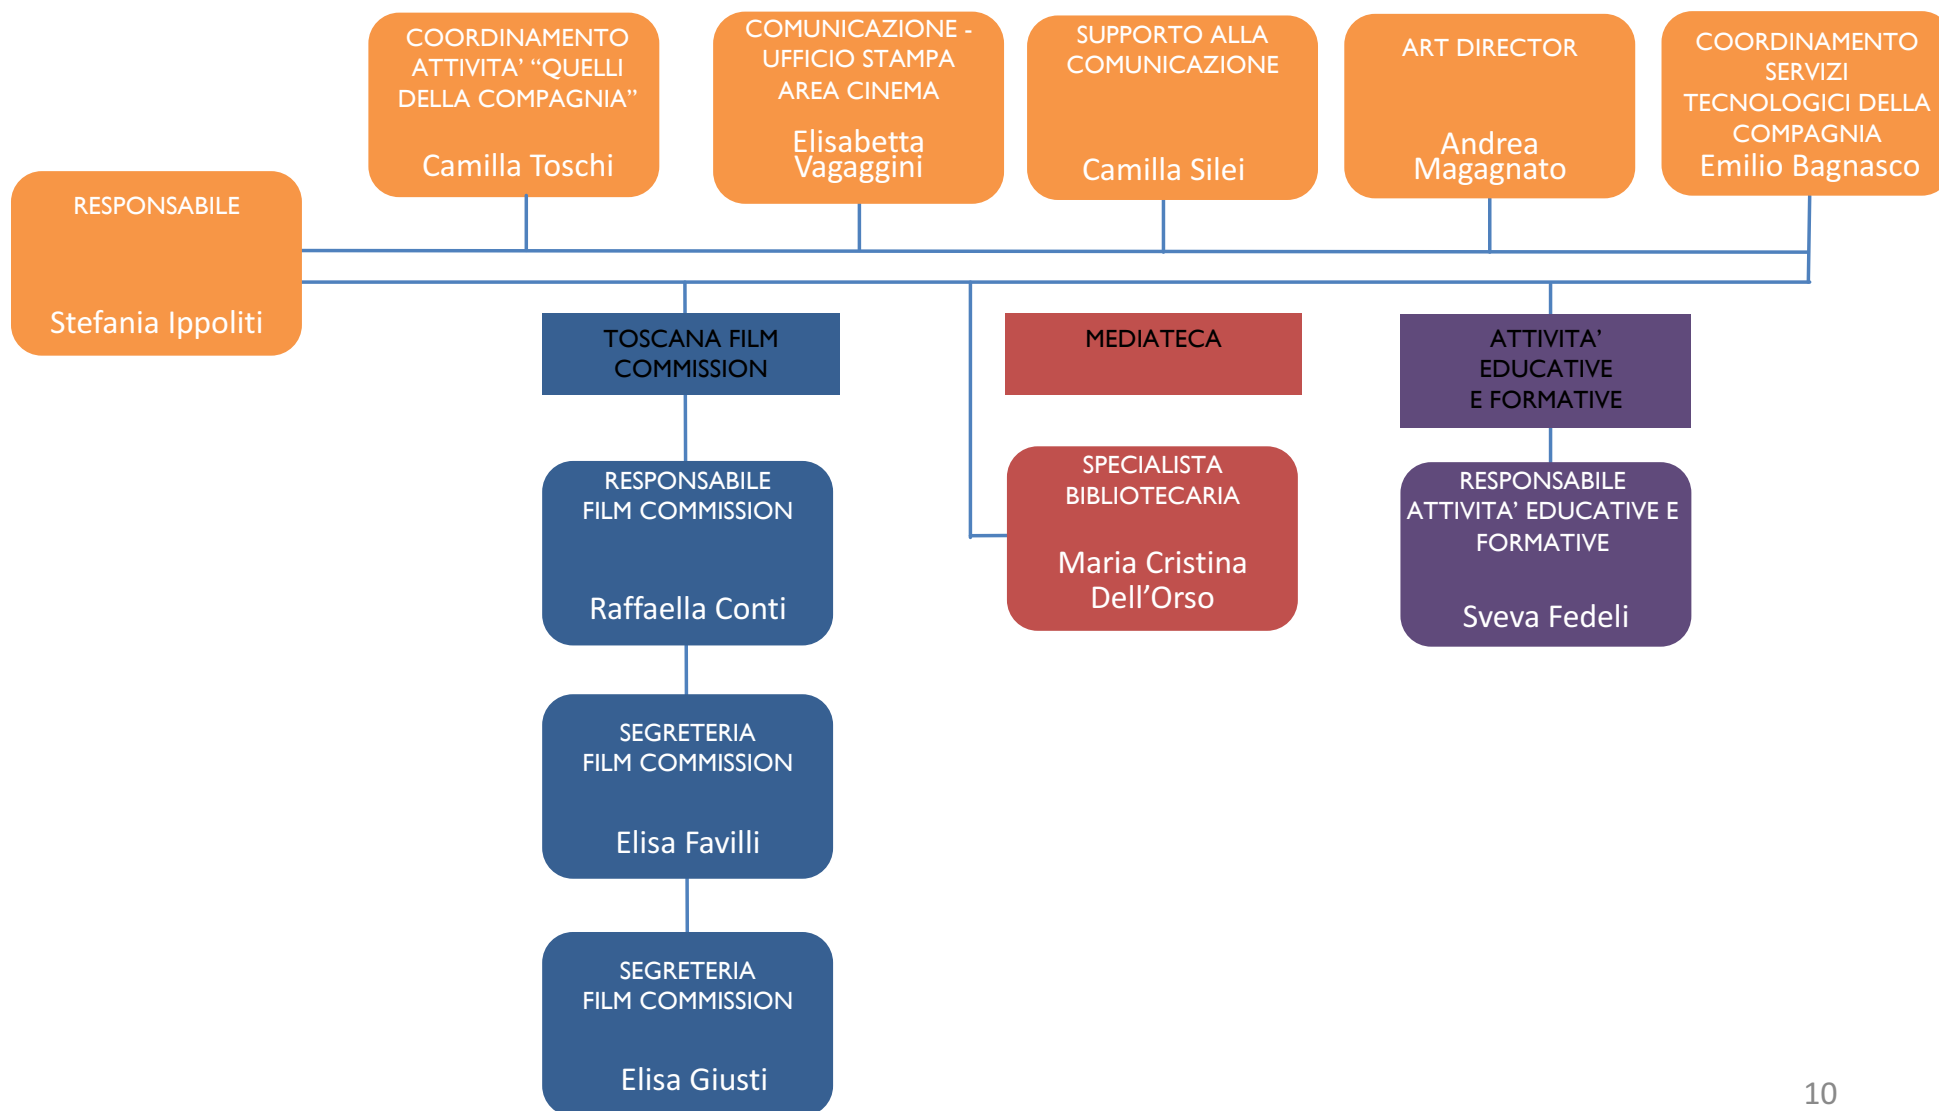 COORDINAMENTO
ATTIVITA’ “QUELLI
DELLA COMPAGNIA”
Camilla Toschi
COMUNICAZIONE -
UFFICIO STAMPA
AREA CINEMA
Elisabetta
Vagaggini
SUPPORTO ALLA
COMUNICAZIONE
Camilla Silei
ART DIRECTOR
Andrea
Magagnato
COORDINAMENTO
SERVIZI
TECNOLOGICI DELLA
COMPAGNIA
Emilio Bagnasco
RESPONSABILE
Stefania Ippoliti
TOSCANA FILM
COMMISSION
MEDIATECA
ATTIVITA’
EDUCATIVE
E FORMATIVE
RESPONSABILE
FILM COMMISSION
Raffaella Conti
SPECIALISTA
BIBLIOTECARIA
Maria Cristina
Dell’Orso
RESPONSABILE
ATTIVITA’ EDUCATIVE E
FORMATIVE
Sveva Fedeli
SEGRETERIA
FILM COMMISSION
Elisa Favilli
SEGRETERIA
FILM COMMISSION
Elisa Giusti
10